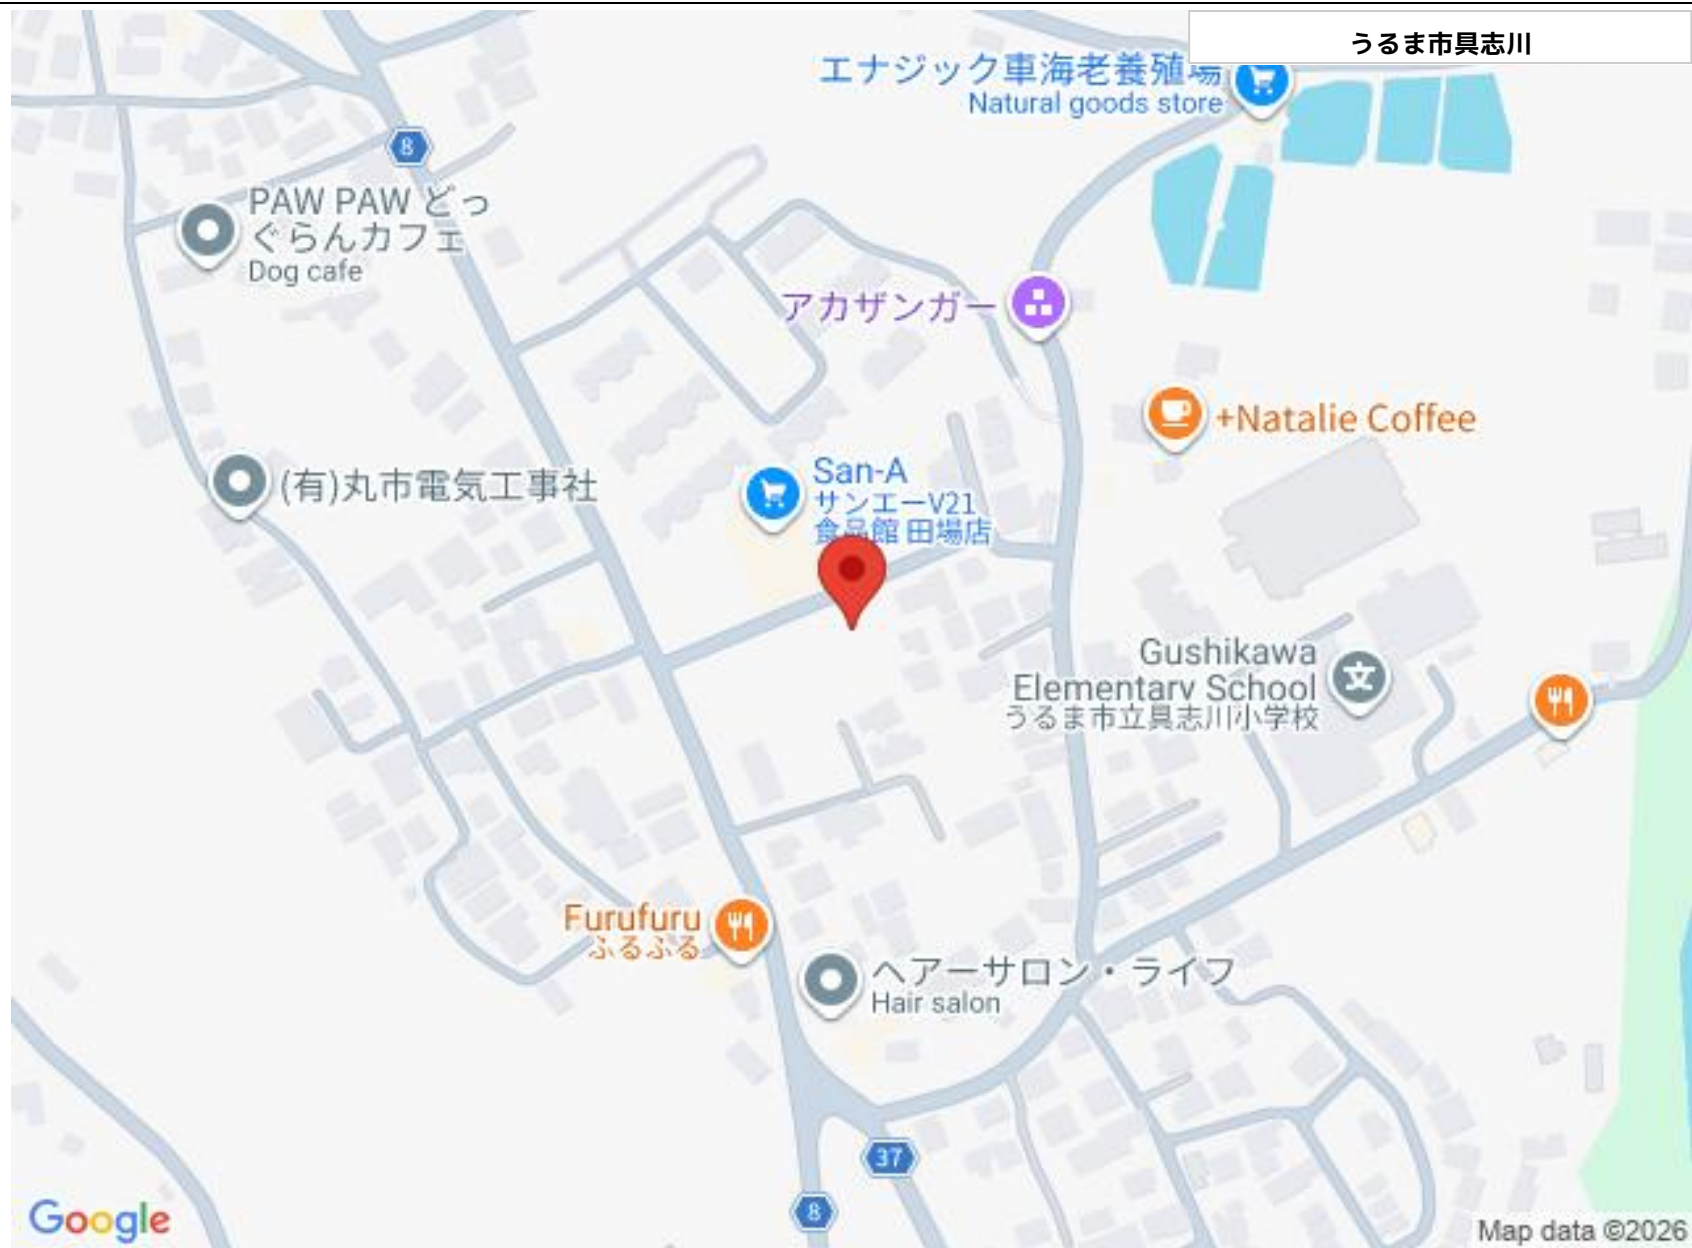 うるま市具志川
エナジック車海老養殖場
Natural goods store
8
PAW PAW どっ
ぐらんカフェ
Dog cafe
アカザンガー
+Natalie Coffee
(有)丸市電気工事社
San-A
サンエーV21
食品館 田場店
Gushikawa
Elementary School
うるま市立具志川小学校
Furufuru
ふるふる
ヘアーサロン・ライフ
Hair salon
37
8
Google
Map data ©2026